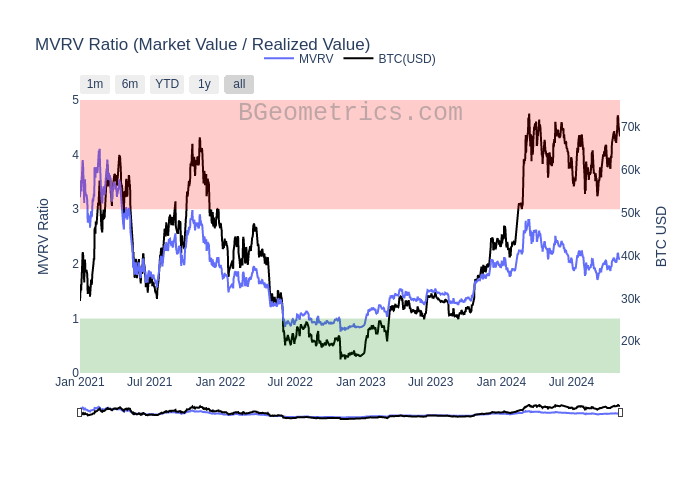 MVRV Ratio (Market Value / Realized Value)
MVRV BTC(USD)
1m 6m YTD 1y all
BGeometrics.com
5
4
3
2
1
0
MVRV Ratio
70k
60k
50k
40k
30k
20k
BTC USD
Jan 2021 Jul 2021 Jan 2022 Jul 2022 Jan 2023 Jul 2023 Jan 2024 Jul 2024